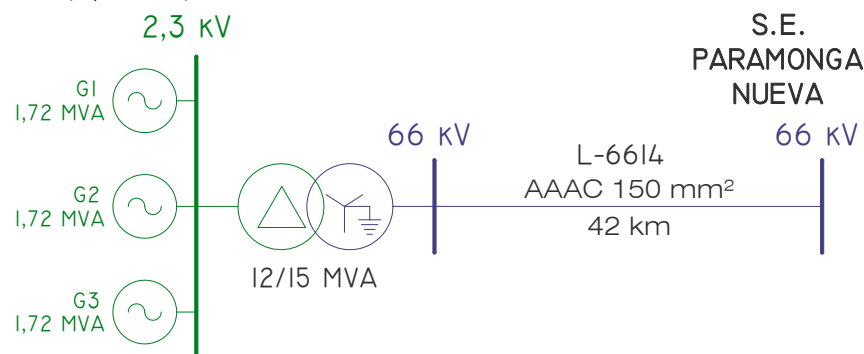 2,3 kV
S.E.
PARAMONGA
NUEVA
G1
1,72 MVA
66 kV
66 kV
L-6614
AAAC 150 mm²
42 km
G2
1,72 MVA
12/15 MVA
G3
1,72 MVA